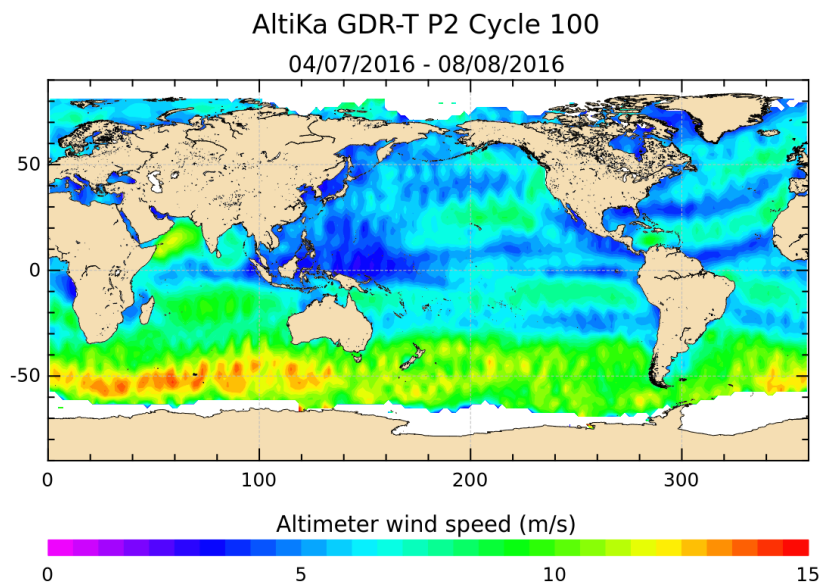 AltiKa GDR-T P2 Cycle 100
04/07/2016 - 08/08/2016
50
0
-50
0 100 200 300
Altimeter wind speed (m/s)
0 5 10 15